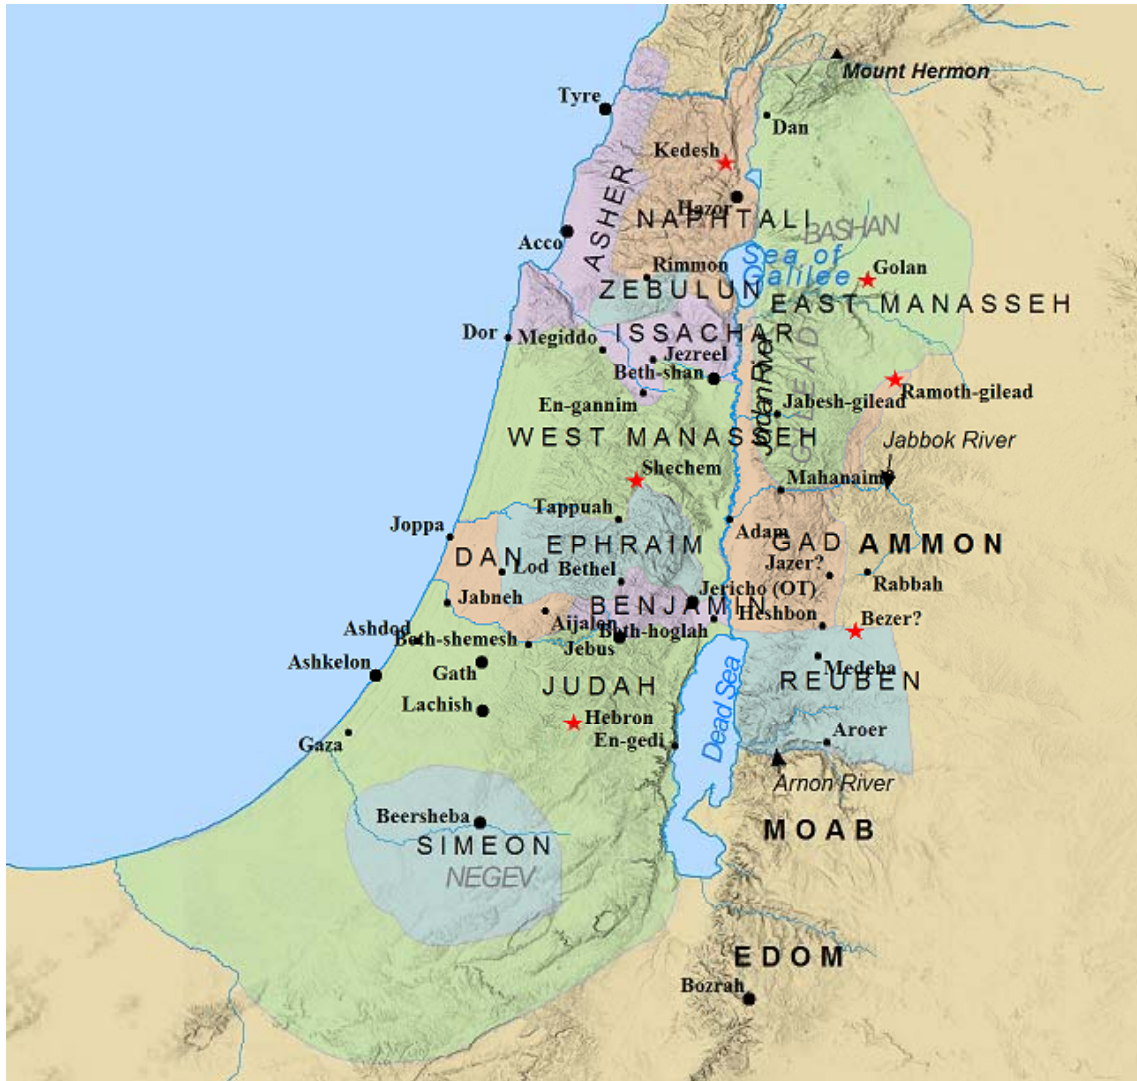 Mount Hermon
Tyre
Dan
Kedesh
ASHER
Hazor
NAPHTALI
BASHAN
Acco
Sea of
Galilee
Rimmon
Golan
ZEBULUN
EAST MANASSEH
Dor
Megiddo
ISSACHAR
Jezreel
Beth-shan
Jordan River
GILEAD
Ramoth-gilead
En-gannim
Jabesh-gilead
WEST MANASSEH
Jabbok River
Shechem
Mahanaim?
Tappuah
Joppa
Adam
DAN
EPHRAIM
GAD
AMMON
Lod
Bethel
Jazer?
Rabbah
Jericho (OT)
Jabneh
BENJAMIN
Aijalon
Heshbon
Bezer?
Ashdod
Beth-shemesh
Beth-hoglah
Jebus
Ashkelon
Gath
Medeba
JUDAH
REUBEN
Dead Sea
Lachish
Hebron
Gaza
En-gedi
Aroer
Arnon River
Beersheba
SIMEON
NEGEV
MOAB
EDOM
Bozrah